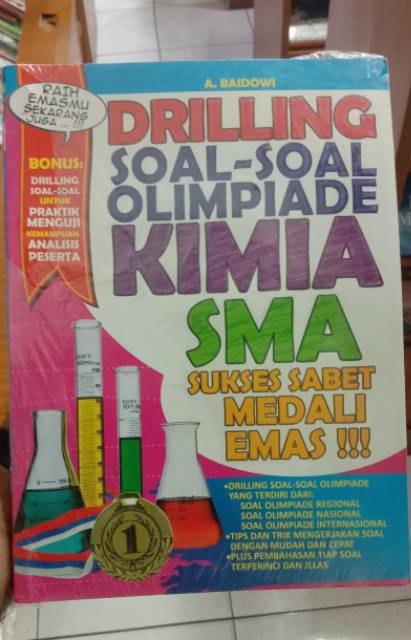 A. BAIDOWI
RAIH
EMASMU
SEKARANG
JUGA ... !!!
DRILLING
SOAL-SOAL
OLIMPIADE
KIMIA
SMA
SUKSES SABET
MEDALI
EMAS !!!
BONUS:
DRILLING
SOAL-SOAL
UNTUK
PRAKTIK
MENGUJI
KEMAMPUAN
ANALISIS
PESERTA
1
•DRILLING SOAL-SOAL OLIMPIADE
YANG TERDIRI DARI:
SOAL OLIMPIADE REGIONAL
SOAL OLIMPIADE NASIONAL
SOAL OLIMPIADE INTERNASIONAL
•TIPS DAN TRIK MENGERJAKAN SOAL
DENGAN MUDAH DAN CEPAT
•PLUS PEMBAHASAN TIAP SOAL
TERPERINCI DAN JELAS